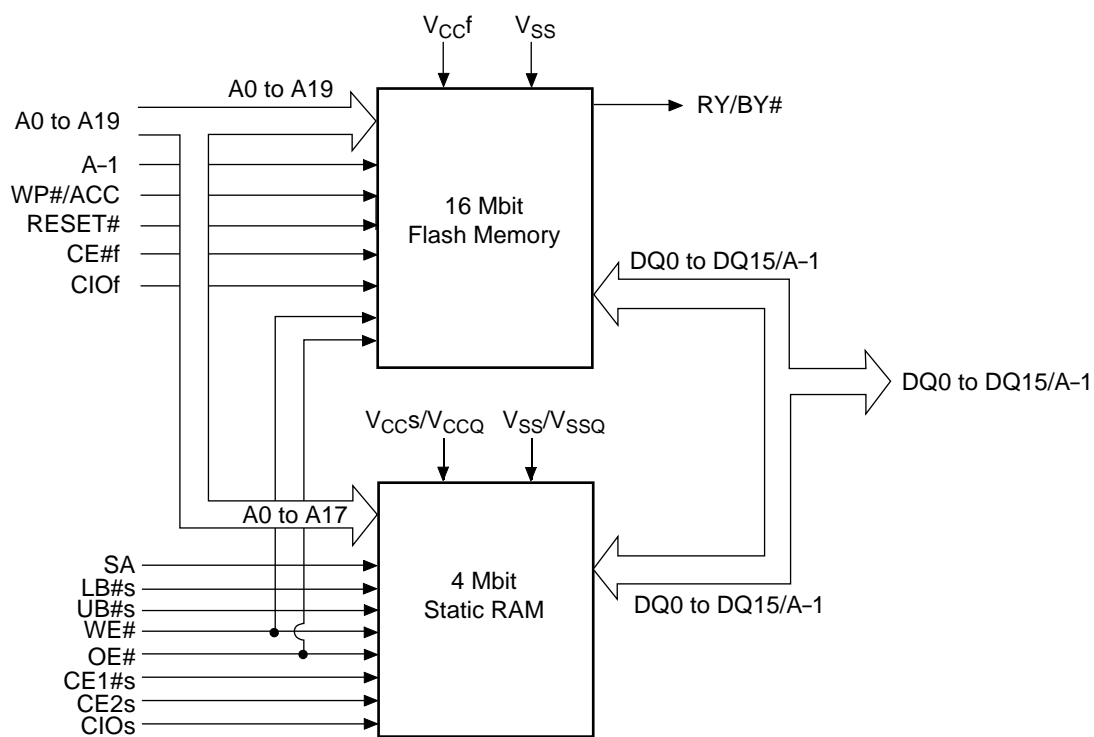 VCCf
VSS
A0 to A19
A0 to A19
RY/BY#
A–1
WP#/ACC
RESET#
CE#f
CIOf
16 Mbit
Flash Memory
DQ0 to DQ15/A–1
DQ0 to DQ15/A–1
VCCs/VCCQ
VSS/VSSQ
A0 to A17
SA
LB#s
UB#s
WE#
OE#
CE1#s
CE2s
CIOs
4 Mbit
Static RAM
DQ0 to DQ15/A–1